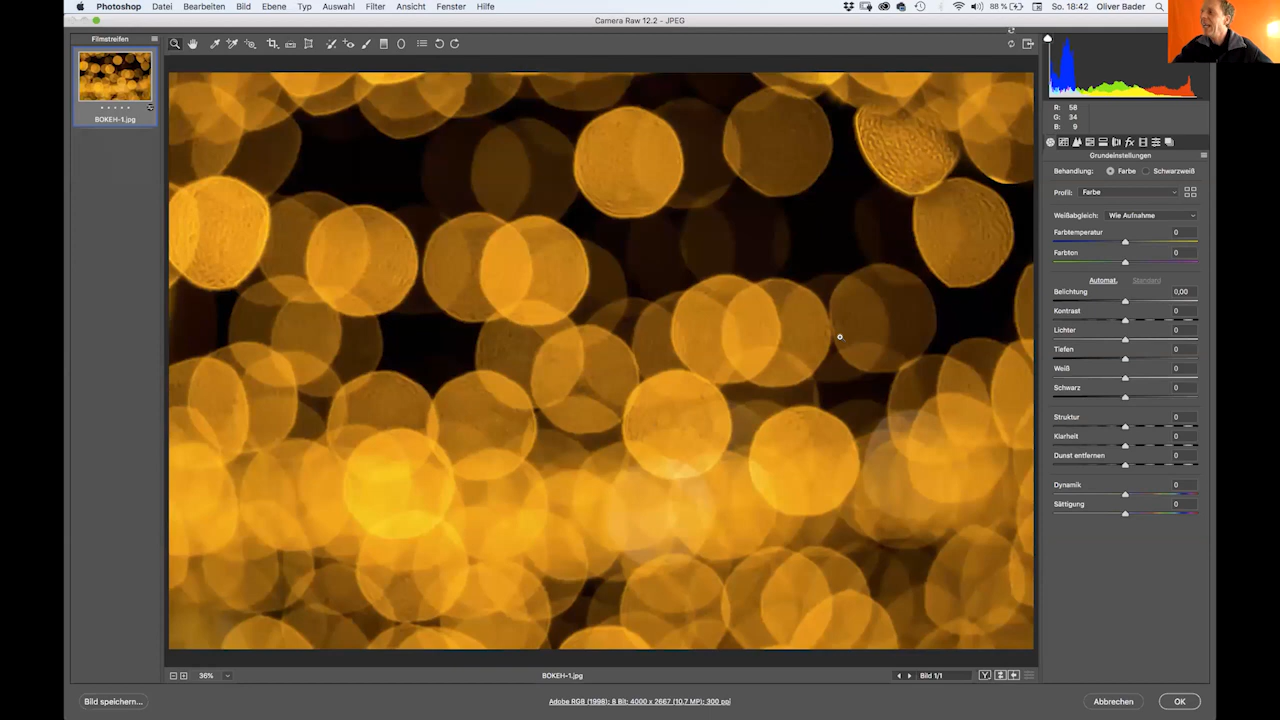 Photoshop Datei Bearbeiten Bild Ebene Typ Auswahl Filter Ansicht Fenster Hilfe 88 % So. 18:42 Oliver Bader
Camera Raw 12.2 - JPEG
Filmstreifen
BOKEH-1.jpg
R: 58
G: 34
B: 9
Grundeinstellungen
Behandlung: Farbe Schwarzweiß
Profil: Farbe
Weißabgleich: Wie Aufnahme
Farbtemperatur 0
Farbton 0
Automat. Standard
Belichtung 0,00
Kontrast 0
Lichter 0
Tiefen 0
Weiß 0
Schwarz 0
Struktur 0
Klarheit 0
Dunst entfernen 0
Dynamik 0
Sättigung 0
36% BOKEH-1.jpg Bild 1/1
Bild speichern... Adobe RGB (1998); 8 Bit; 4000 x 2667 (10,7 MP); 300 ppi Abbrechen OK